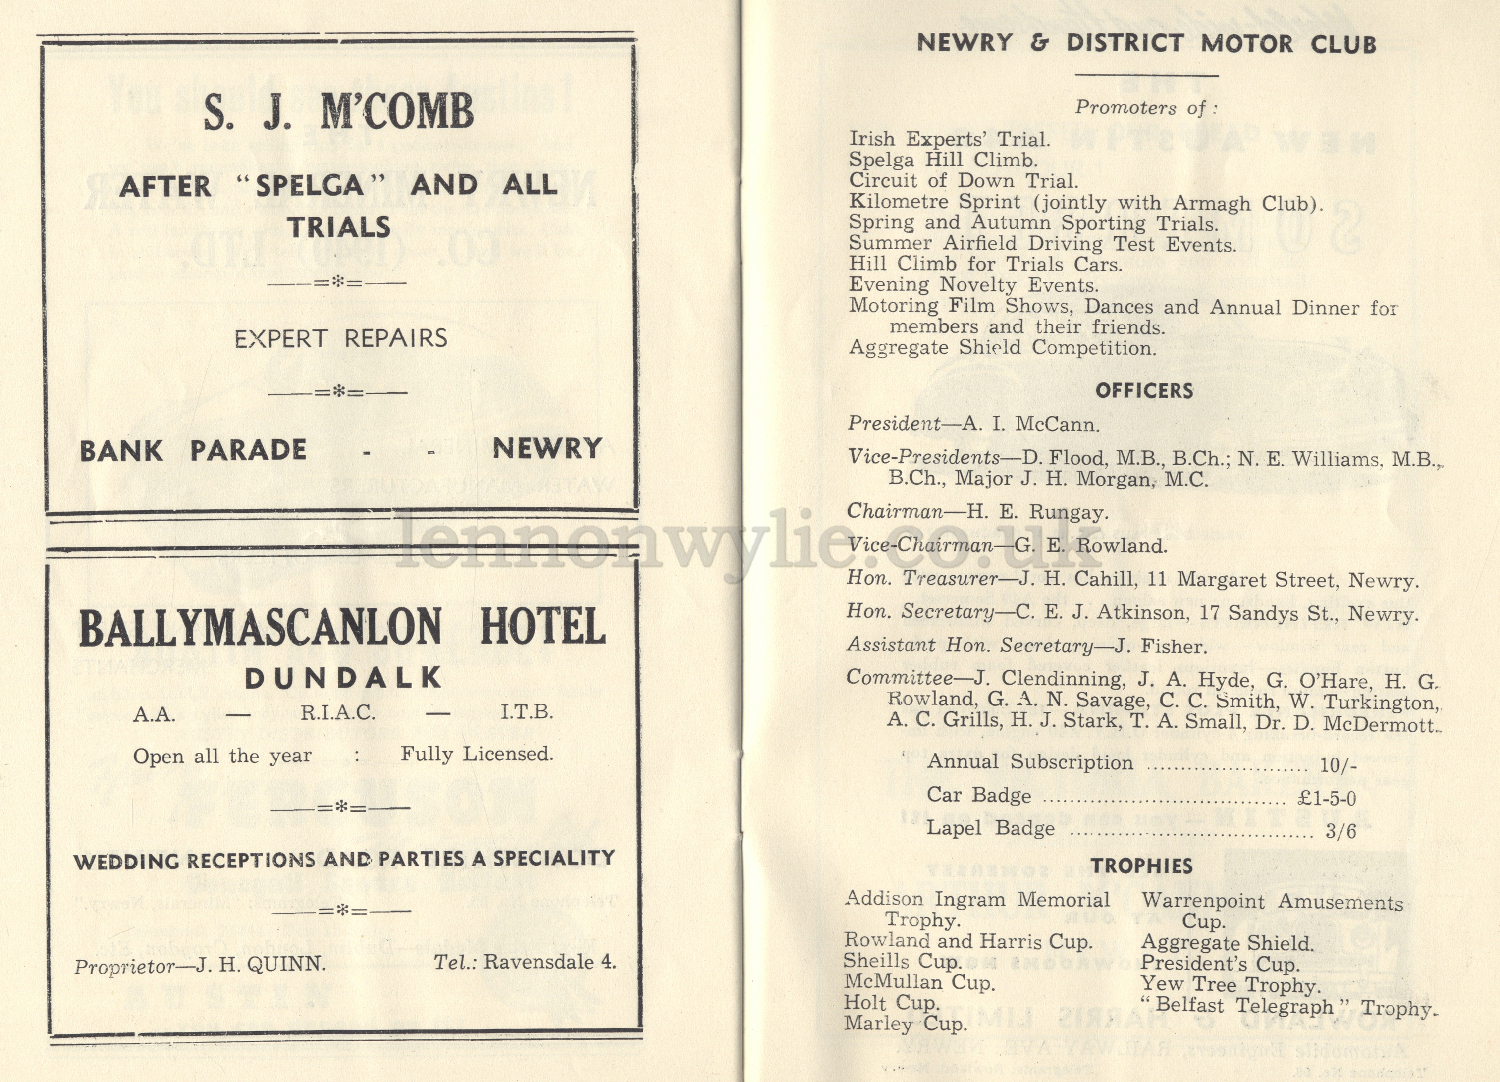 S. J. M'COMB
AFTER "SPELGA" AND ALL
TRIALS
—=*=—
EXPERT REPAIRS
—=*=—
BANK PARADE - - NEWRY
BALLYMASCANLON HOTEL
DUNDALK
A.A. — R.I.A.C. — I.T.B.
Open all the year : Fully Licensed.
—=*=—
WEDDING RECEPTIONS AND PARTIES A SPECIALITY
—=*=—
Proprietor—J. H. QUINN. Tel.: Ravensdale 4.
NEWRY & DISTRICT MOTOR CLUB
Promoters of :
Irish Experts' Trial.
Spelga Hill Climb.
Circuit of Down Trial.
Kilometre Sprint (jointly with Armagh Club).
Spring and Autumn Sporting Trials.
Summer Airfield Driving Test Events.
Hill Climb for Trials Cars.
Evening Novelty Events.
Motoring Film Shows, Dances and Annual Dinner for
members and their friends.
Aggregate Shield Competition.
OFFICERS
President—A. I. McCann.
Vice-Presidents—D. Flood, M.B., B.Ch.; N. E. Williams, M.B.,
B.Ch., Major J. H. Morgan, M.C.
Chairman—H. E. Rungay.
Vice-Chairman—G. E. Rowland.
Hon. Treasurer—J. H. Cahill, 11 Margaret Street, Newry.
Hon. Secretary—C. E. J. Atkinson, 17 Sandys St., Newry.
Assistant Hon. Secretary—J. Fisher.
Committee—J. Clendinning, J. A. Hyde, G. O'Hare, H. G.
Rowland, G. A. N. Savage, C. C. Smith, W. Turkington,
A. C. Grills, H. J. Stark, T. A. Small, Dr. D. McDermott.
Annual Subscription ........................ 10/-
Car Badge .................................... £1-5-0
Lapel Badge .................................... 3/6
TROPHIES
Addison Ingram Memorial
Trophy.
Rowland and Harris Cup.
Sheills Cup.
McMullan Cup.
Holt Cup.
Marley Cup.
Warrenpoint Amusements
Cup.
Aggregate Shield.
President's Cup.
Yew Tree Trophy.
"Belfast Telegraph" Trophy.
lennonwylie.co.uk